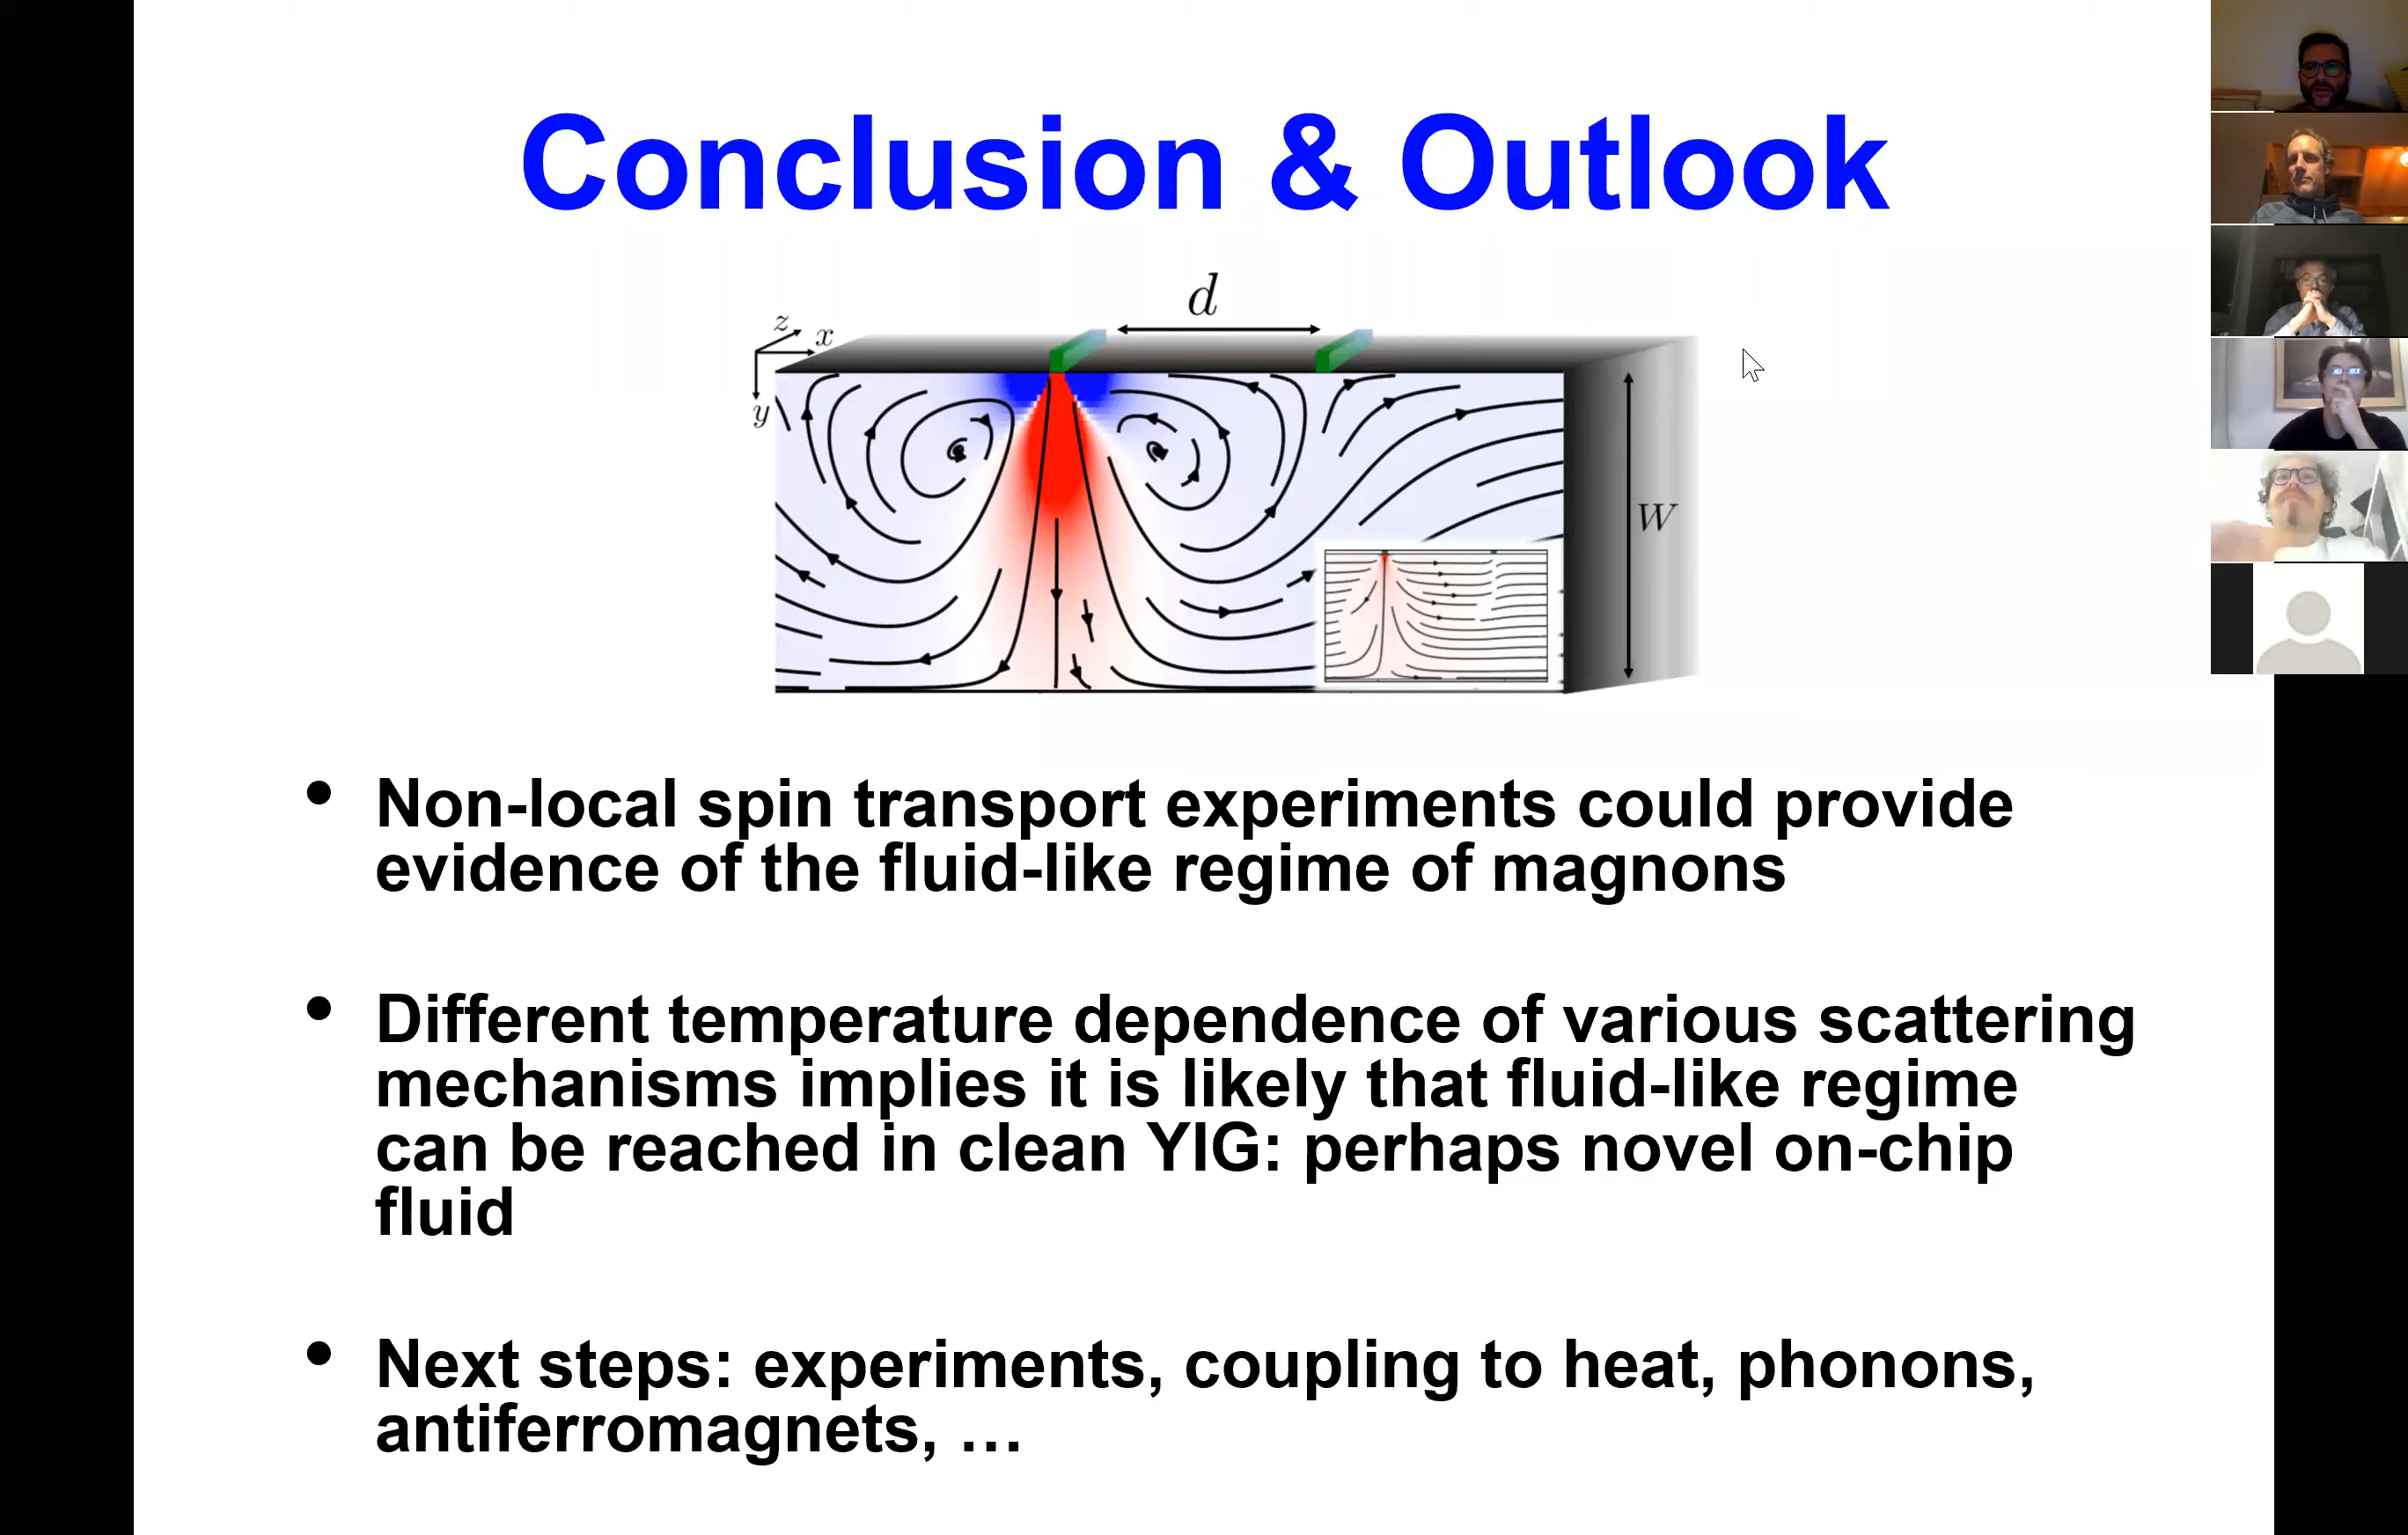 Conclusion & Outlook
d
z
x
y
W
• Non-local spin transport experiments could provide
evidence of the fluid-like regime of magnons
• Different temperature dependence of various scattering
mechanisms implies it is likely that fluid-like regime
can be reached in clean YIG: perhaps novel on-chip
fluid
• Next steps: experiments, coupling to heat, phonons,
antiferromagnets, …